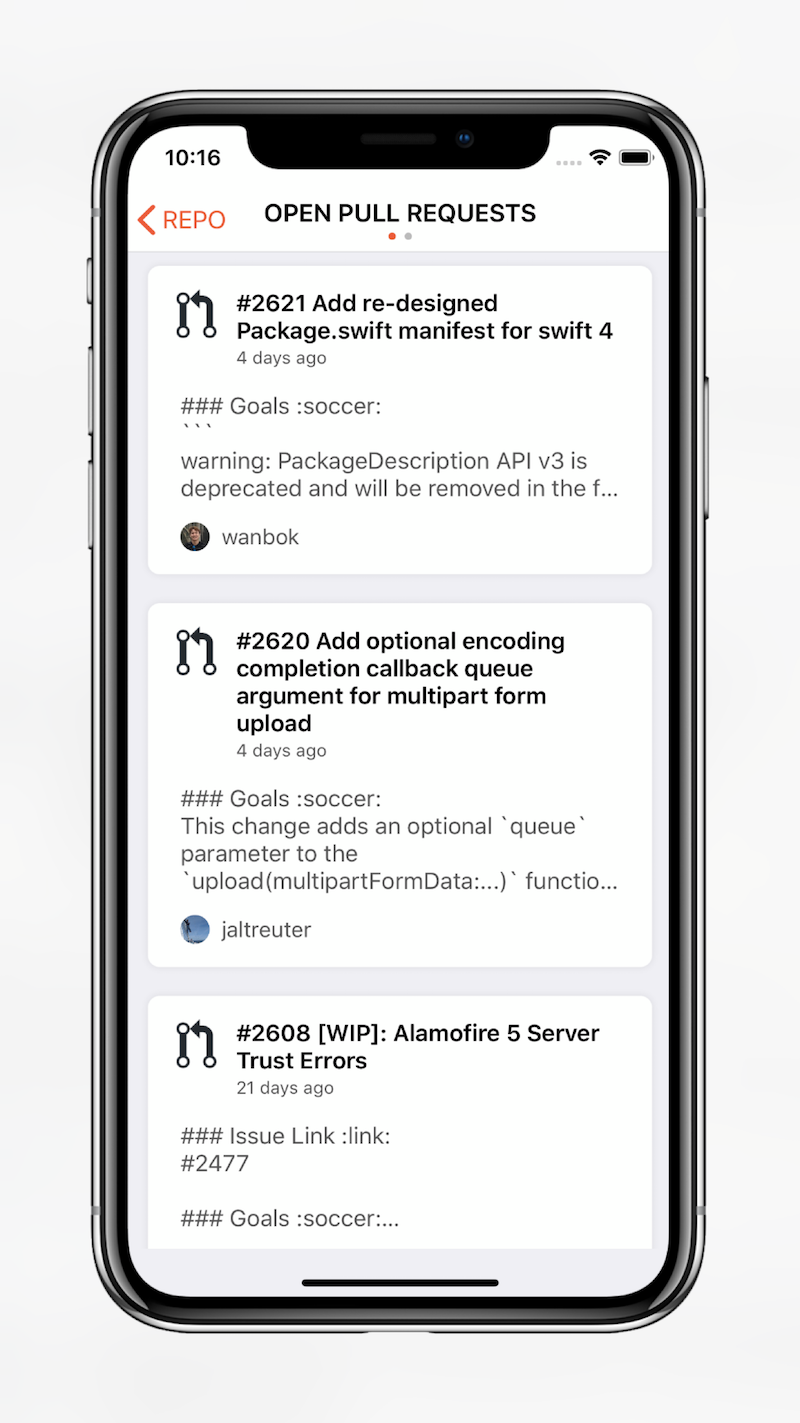 10:16
REPO
OPEN PULL REQUESTS
#2621 Add re-designed
Package.swift manifest for swift 4
4 days ago
### Goals :soccer:
```
warning: PackageDescription API v3 is
deprecated and will be removed in the f...
wanbok
#2620 Add optional encoding
completion callback queue
argument for multipart form
upload
4 days ago
### Goals :soccer:
This change adds an optional `queue`
parameter to the
`upload(multipartFormData:...)` functio...
jaltreuter
#2608 [WIP]: Alamofire 5 Server
Trust Errors
21 days ago
### Issue Link :link:
#2477
### Goals :soccer:...